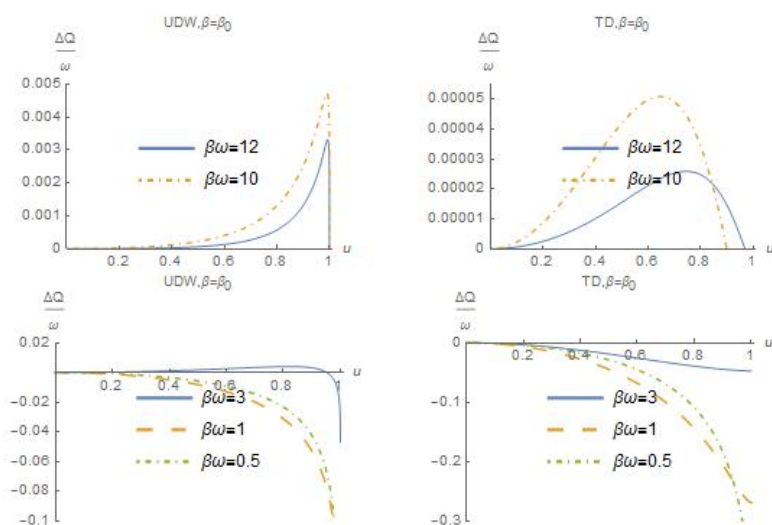 UDW,β=β₀
ΔQ
ω
0.005
0.004
0.003
0.002
0.001
0
0.2 0.4 0.6 0.8 1 u
βω=12
βω=10
TD,β=β₀
ΔQ
ω
0.00005
0.00004
0.00003
0.00002
0.00001
0
0.2 0.4 0.6 0.8 1 u
βω=12
βω=10
UDW,β=β₀
ΔQ
ω
0.02
0
-0.02
-0.04
-0.06
-0.08
-0.1
0.2 0.4 0.6 0.8 1 u
βω=3
βω=1
βω=0.5
TD,β=β₀
ΔQ
ω
0
-0.1
-0.2
-0.3
0.2 0.4 0.6 0.8 1 u
βω=3
βω=1
βω=0.5